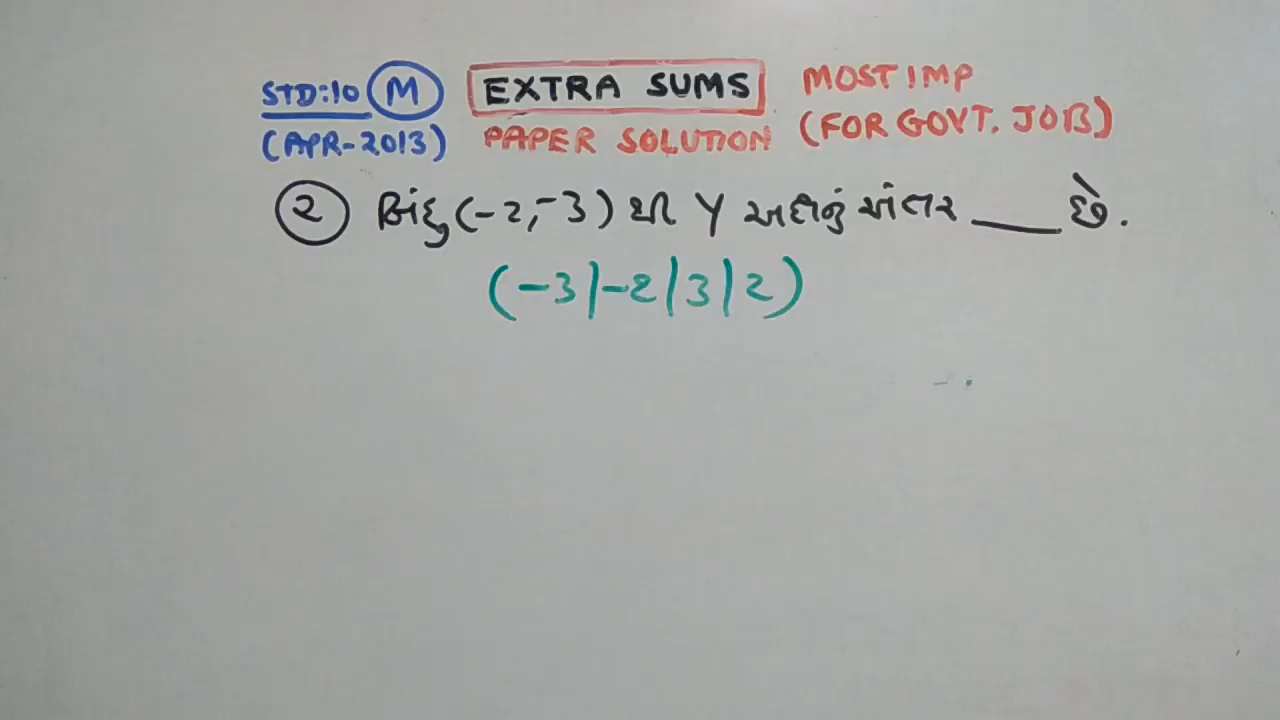 STD:10 M EXTRA SUMS MOST IMP
(APR-2013) PAPER SOLUTION (FOR GOVT. JOB)
૨ બિંદુ (-2,-3) થી Y અક્ષનું અંતર ___ છે.
(-3/-2/3/2)